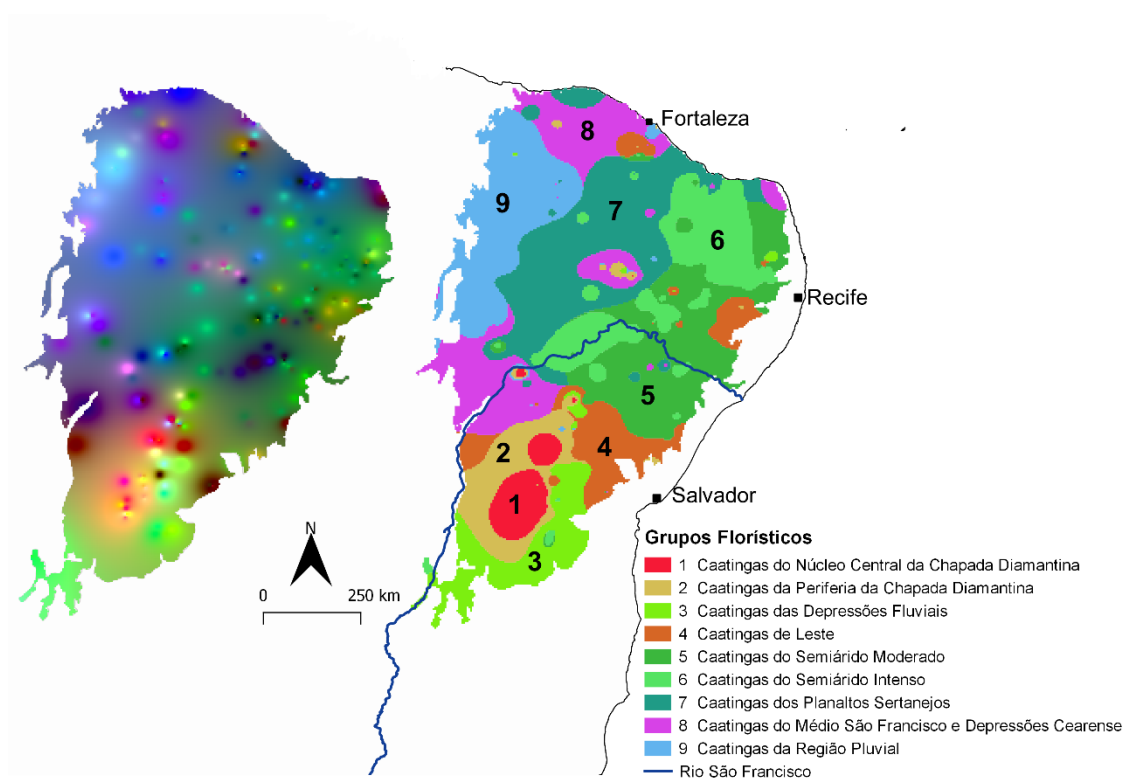 Fortaleza
8
9
7
6
Recife
5
2
4
1
Salvador
3
N
0 250 km
Grupos Florísticos
1 Caatingas do Núcleo Central da Chapada Diamantina
2 Caatingas da Periferia da Chapada Diamantina
3 Caatingas das Depressões Fluviais
4 Caatingas de Leste
5 Caatingas do Semiárido Moderado
6 Caatingas do Semiárido Intenso
7 Caatingas dos Planaltos Sertanejos
8 Caatingas do Médio São Francisco e Depressões Cearense
9 Caatingas da Região Pluvial
Rio São Francisco